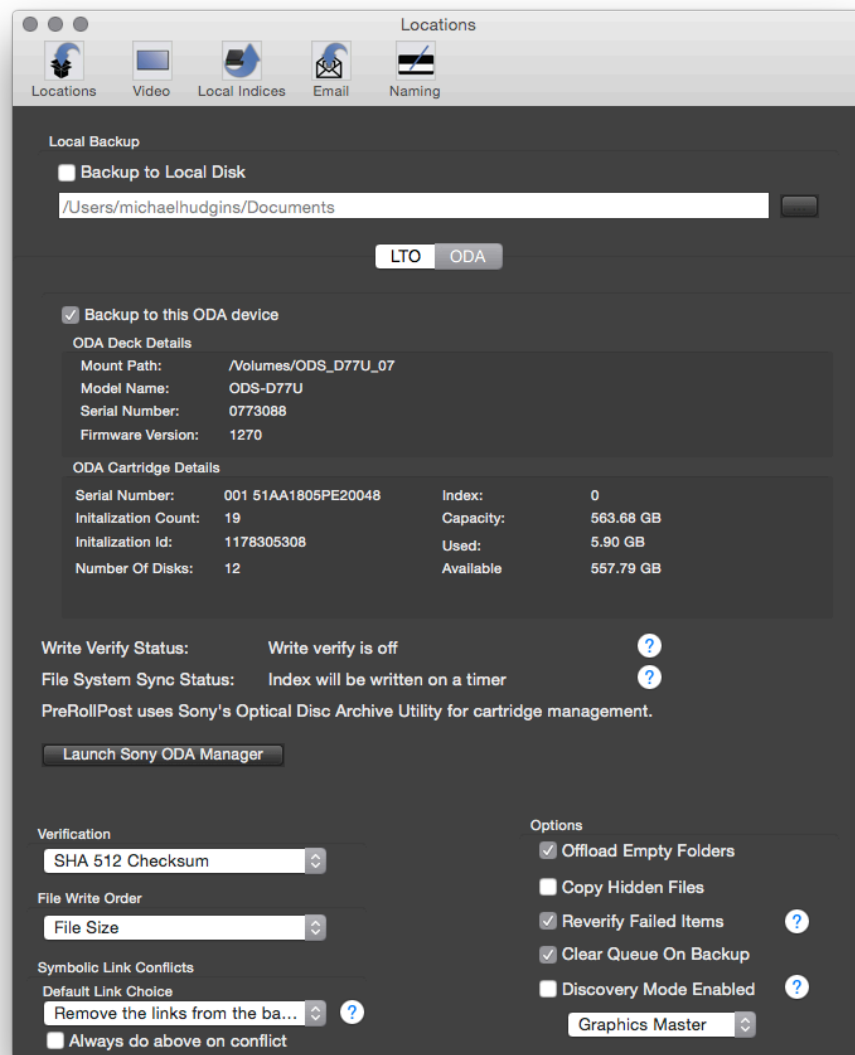 Locations
Locations Video Local Indices Email Naming
Local Backup
Backup to Local Disk
/Users/michaelhudgins/Documents
...
LTO ODA
Backup to this ODA device
ODA Deck Details
Mount Path: /Volumes/ODS_D77U_07
Model Name: ODS-D77U
Serial Number: 0773088
Firmware Version: 1270
ODA Cartridge Details
Serial Number: 001 51AA1805PE20048 Index: 0
Initalization Count: 19 Capacity: 563.68 GB
Initalization Id: 1178305308 Used: 5.90 GB
Number Of Disks: 12 Available 557.79 GB
Write Verify Status: Write verify is off ?
File System Sync Status: Index will be written on a timer ?
PreRollPost uses Sony's Optical Disc Archive Utility for cartridge management.
Launch Sony ODA Manager
Verification
SHA 512 Checksum
File Write Order
File Size
Symbolic Link Conflicts
Default Link Choice
Remove the links from the ba... ?
Always do above on conflict
Options
Offload Empty Folders
Copy Hidden Files
Reverify Failed Items ?
Clear Queue On Backup
Discovery Mode Enabled ?
Graphics Master